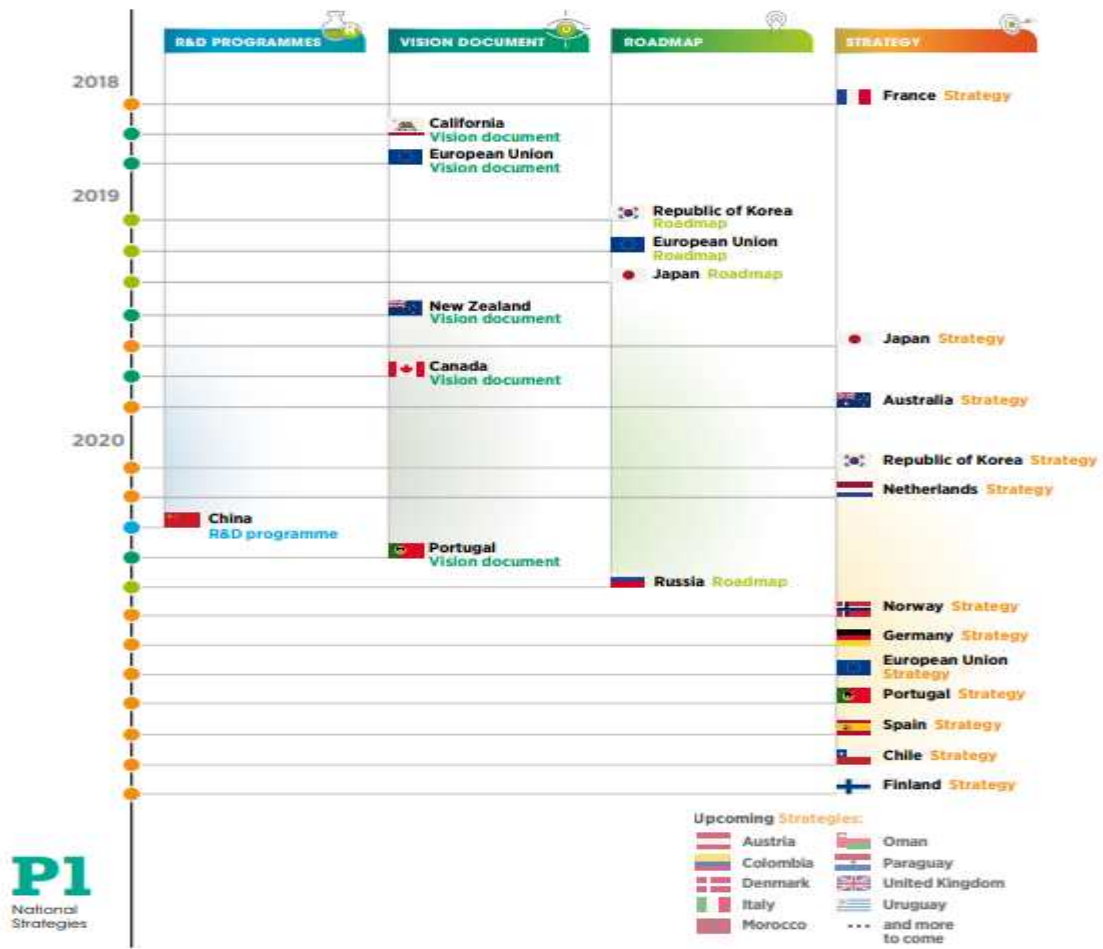 R&D PROGRAMMES
VISION DOCUMENT
ROADMAP
STRATEGY
2018
France Strategy
California
Vision document
European Union
Vision document
2019
Republic of Korea
Roadmap
European Union
Roadmap
Japan Roadmap
New Zealand
Vision document
Japan Strategy
Canada
Vision document
Australia Strategy
2020
Republic of Korea Strategy
Netherlands Strategy
China
R&D programme
Portugal
Vision document
Russia Roadmap
Norway Strategy
Germany Strategy
European Union
Strategy
Portugal Strategy
Spain Strategy
Chile Strategy
Finland Strategy
Upcoming Strategies:
Austria
Colombia
Denmark
Italy
Morocco
Oman
Paraguay
United Kingdom
Uruguay
and more
to come
P1
National
Strategies